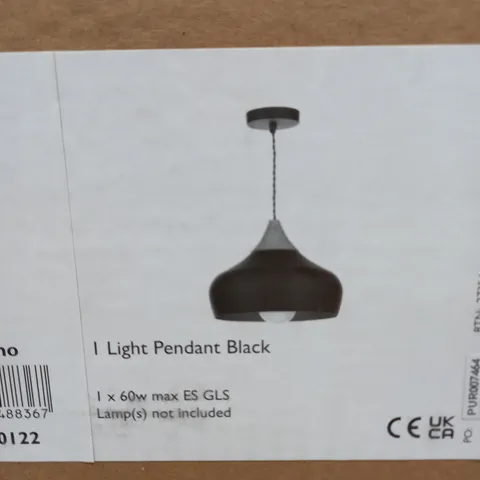 no
488367
0122
1 Light Pendant Black
1 x 60w max ES GLS
Lamp(s) not included
CE UK CA
PO: PUR007464